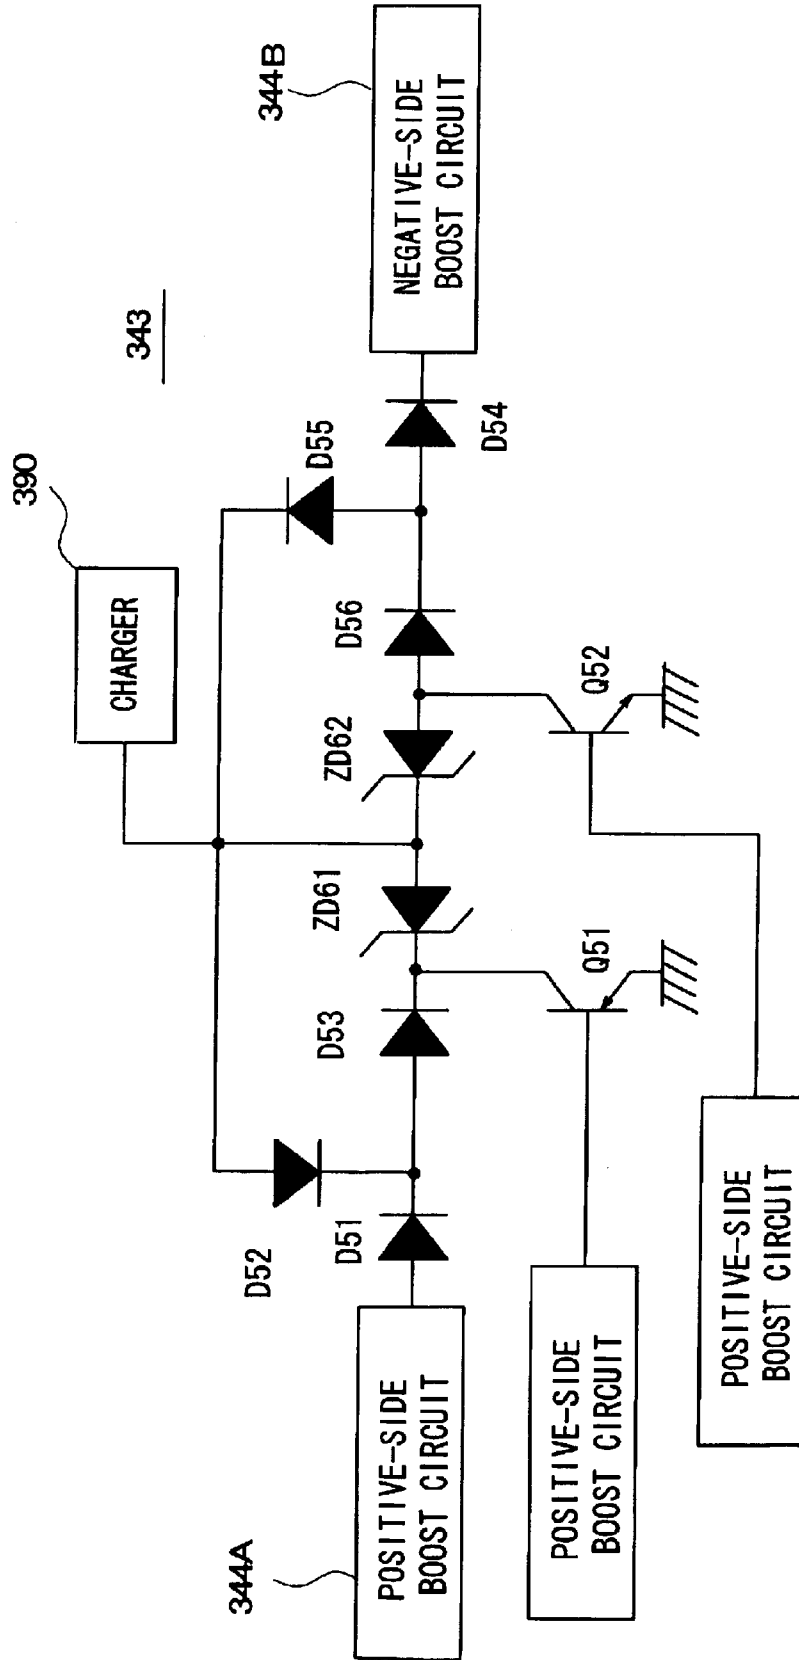 343
390
CHARGER
344B
NEGATIVE-SIDE
BOOST CIRCUIT
D55
D54
D56
ZD62
Q52
ZD61
Q51
D53
D52
D51
344A
POSITIVE-SIDE
BOOST CIRCUIT
POSITIVE-SIDE
BOOST CIRCUIT
POSITIVE-SIDE
BOOST CIRCUIT